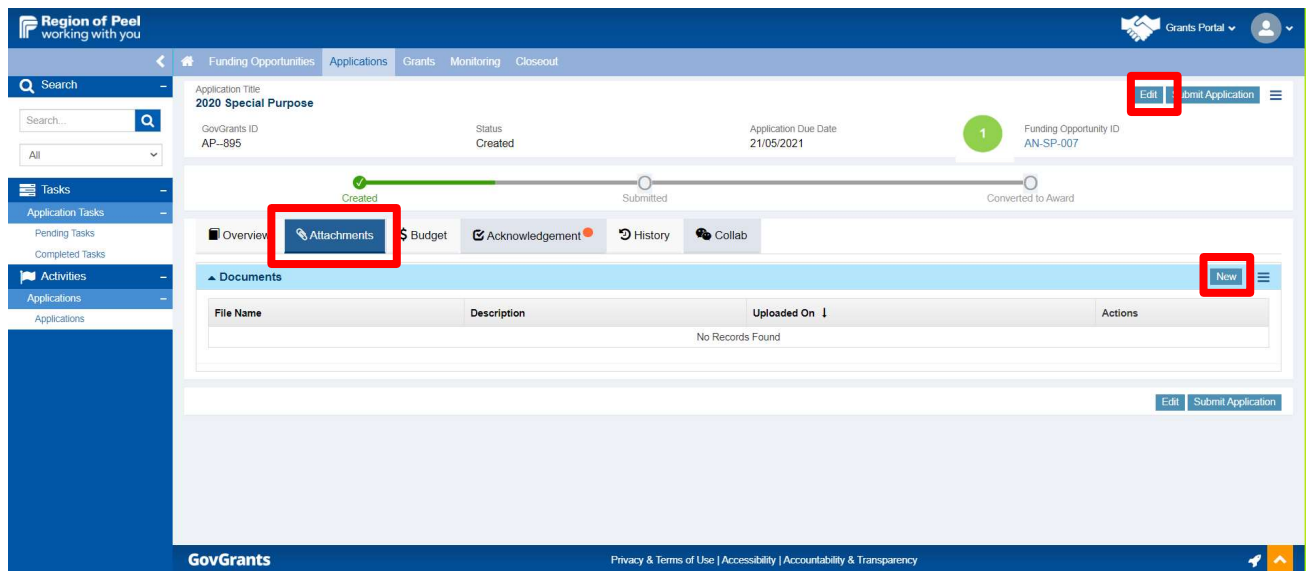 Region of Peel
working with you
Grants Portal
Funding Opportunities Applications Grants Monitoring Closeout
Search
Search...
All
Tasks
Application Tasks
Pending Tasks
Completed Tasks
Activities
Applications
Applications
Application Title
2020 Special Purpose
Edit Submit Application
GovGrants ID
AP--895
Status
Created
Application Due Date
21/05/2021
1
Funding Opportunity ID
AN-SP-007
Created Submitted Converted to Award
Overview Attachments $ Budget Acknowledgement History Collab
Documents
New
File Name Description Uploaded On ↓ Actions
No Records Found
Edit Submit Application
GovGrants
Privacy & Terms of Use | Accessibility | Accountability & Transparency